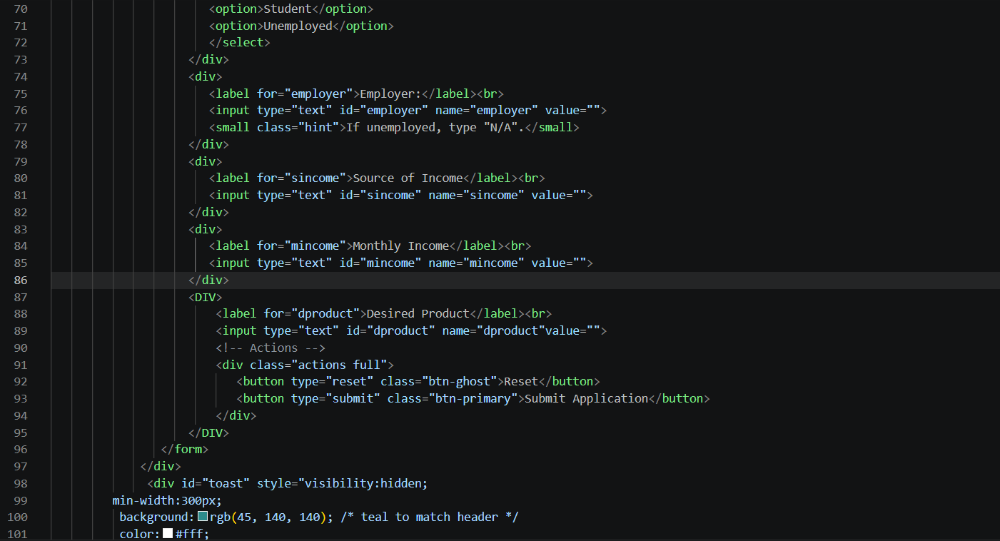 70 <option>Student</option>
71 <option>Unemployed</option>
72 </select>
73 </div>
74 <div>
75 <label for="employer">Employer:</label><br>
76 <input type="text" id="employer" name="employer" value="">
77 <small class="hint">If unemployed, type "N/A".</small>
78 </div>
79 <div>
80 <label for="sincome">Source of Income</label><br>
81 <input type="text" id="sincome" name="sincome" value="">
82 </div>
83 <div>
84 <label for="mincome">Monthly Income</label><br>
85 <input type="text" id="mincome" name="mincome" value="">
86 </div>
87 <DIV>
88 <label for="dproduct">Desired Product</label><br>
89 <input type="text" id="dproduct" name="dproduct"value="">
90 <!-- Actions -->
91 <div class="actions full">
92 <button type="reset" class="btn-ghost">Reset</button>
93 <button type="submit" class="btn-primary">Submit Application</button>
94 </div>
95 </DIV>
96 </form>
97 </div>
98 <div id="toast" style="visibility:hidden;
99 min-width:300px;
100 background:rgb(45, 140, 140); /* teal to match header */
101 color:#fff;